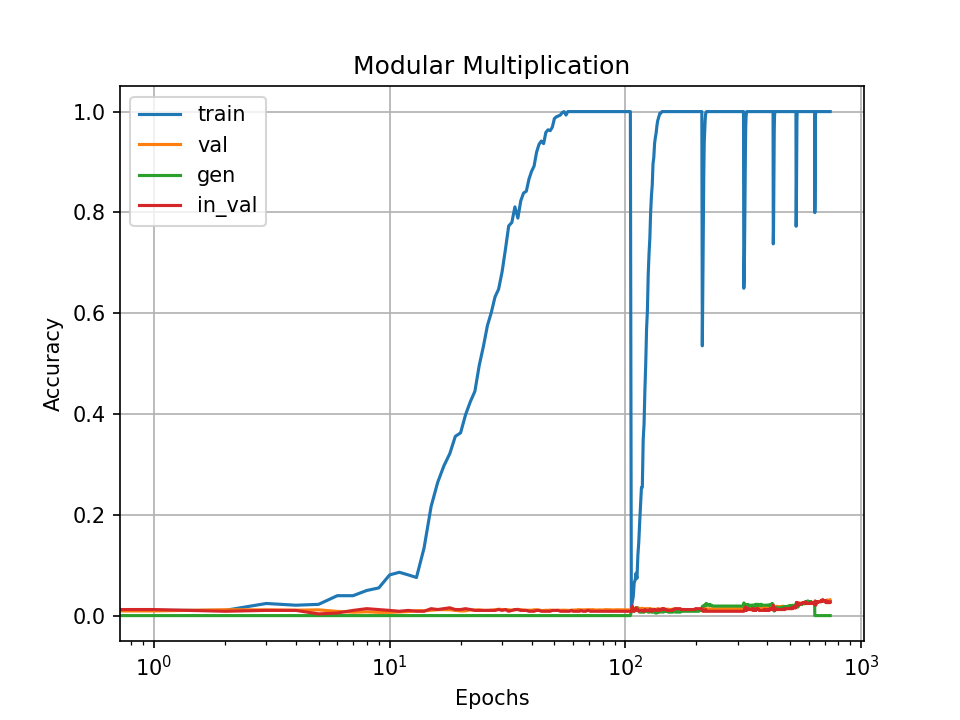 Modular Multiplication
train
val
gen
in_val
1.0
0.8
0.6
0.4
0.2
0.0
Accuracy
10⁰ 10¹ 10² 10³
Epochs